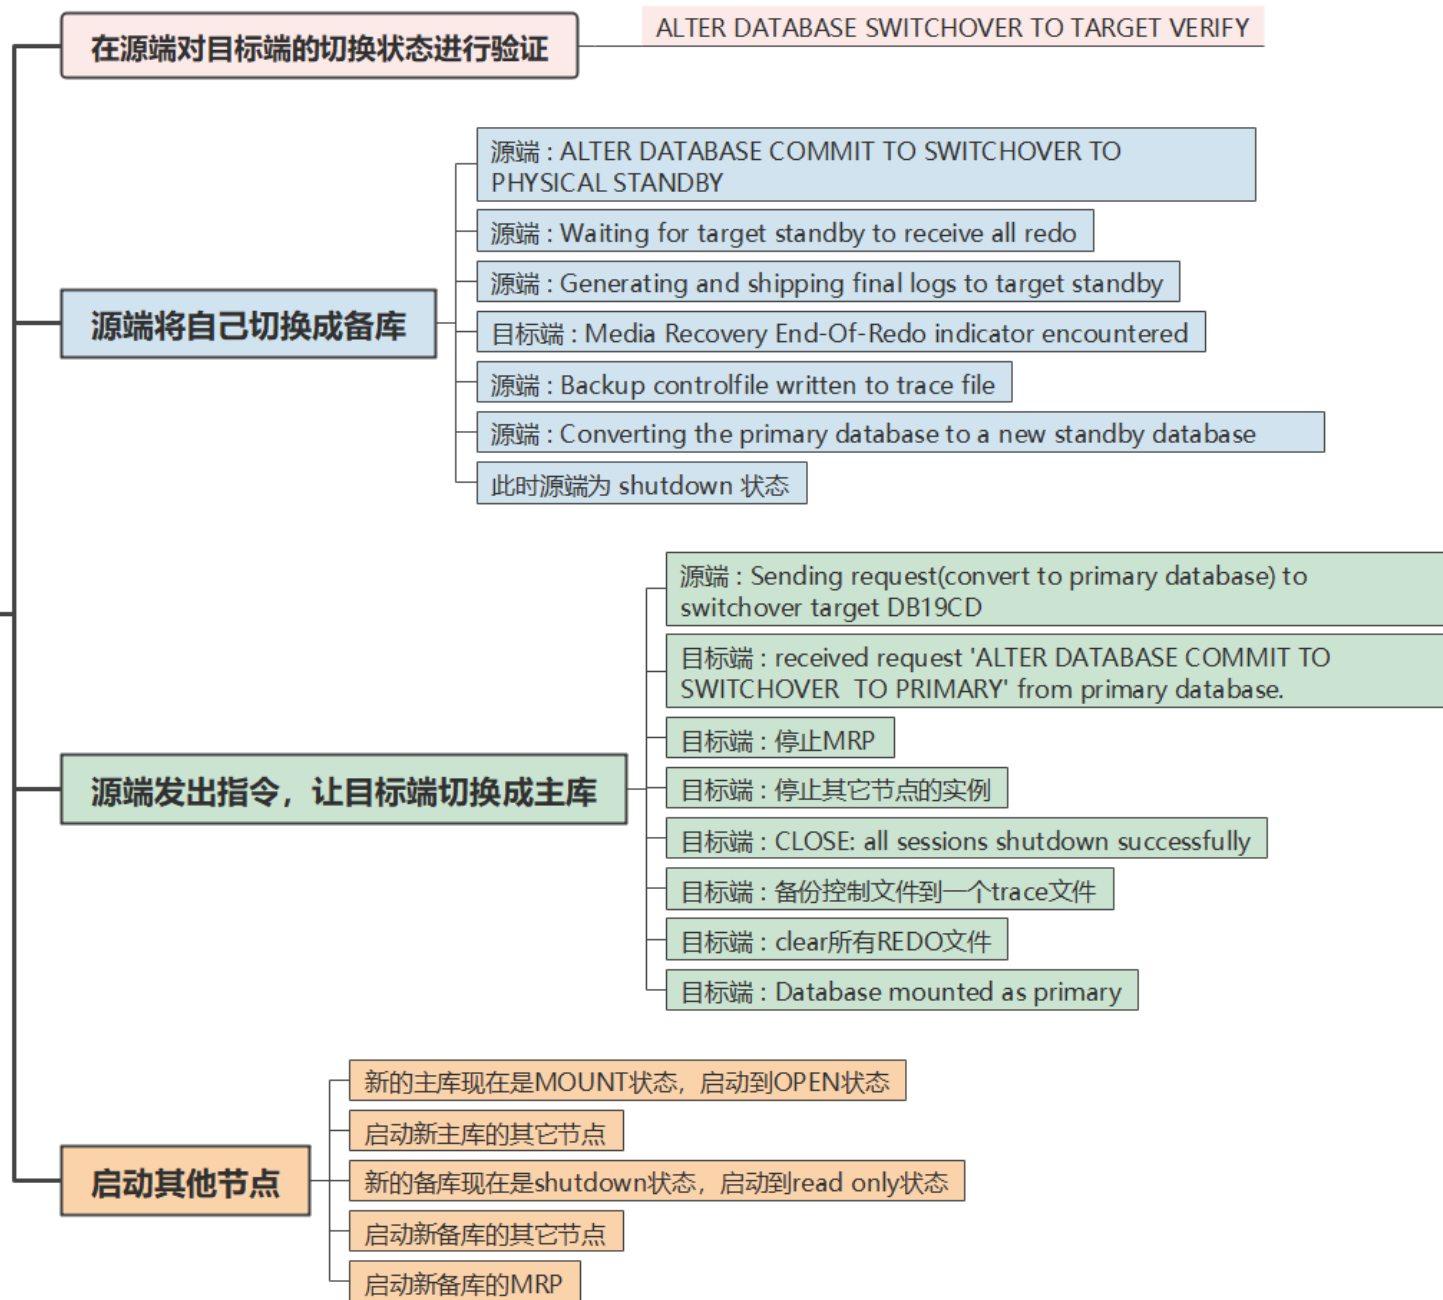 在源端对目标端的切换状态进行验证
ALTER DATABASE SWITCHOVER TO TARGET VERIFY
源端将自己切换成备库
源端：ALTER DATABASE COMMIT TO SWITCHOVER TO
PHYSICAL STANDBY
源端：Waiting for target standby to receive all redo
源端：Generating and shipping final logs to target standby
目标端：Media Recovery End-Of-Redo indicator encountered
源端：Backup controlfile written to trace file
源端：Converting the primary database to a new standby database
此时源端为 shutdown 状态
源端发出指令，让目标端切换成主库
源端：Sending request(convert to primary database) to
switchover target DB19CD
目标端：received request 'ALTER DATABASE COMMIT TO
SWITCHOVER  TO PRIMARY' from primary database.
目标端：停止MRP
目标端：停止其它节点的实例
目标端：CLOSE: all sessions shutdown successfully
目标端：备份控制文件到一个trace文件
目标端：clear所有REDO文件
目标端：Database mounted as primary
启动其他节点
新的主库现在是MOUNT状态，启动到OPEN状态
启动新主库的其它节点
新的备库现在是shutdown状态，启动到read only状态
启动新备库的其它节点
启动新备库的MRP